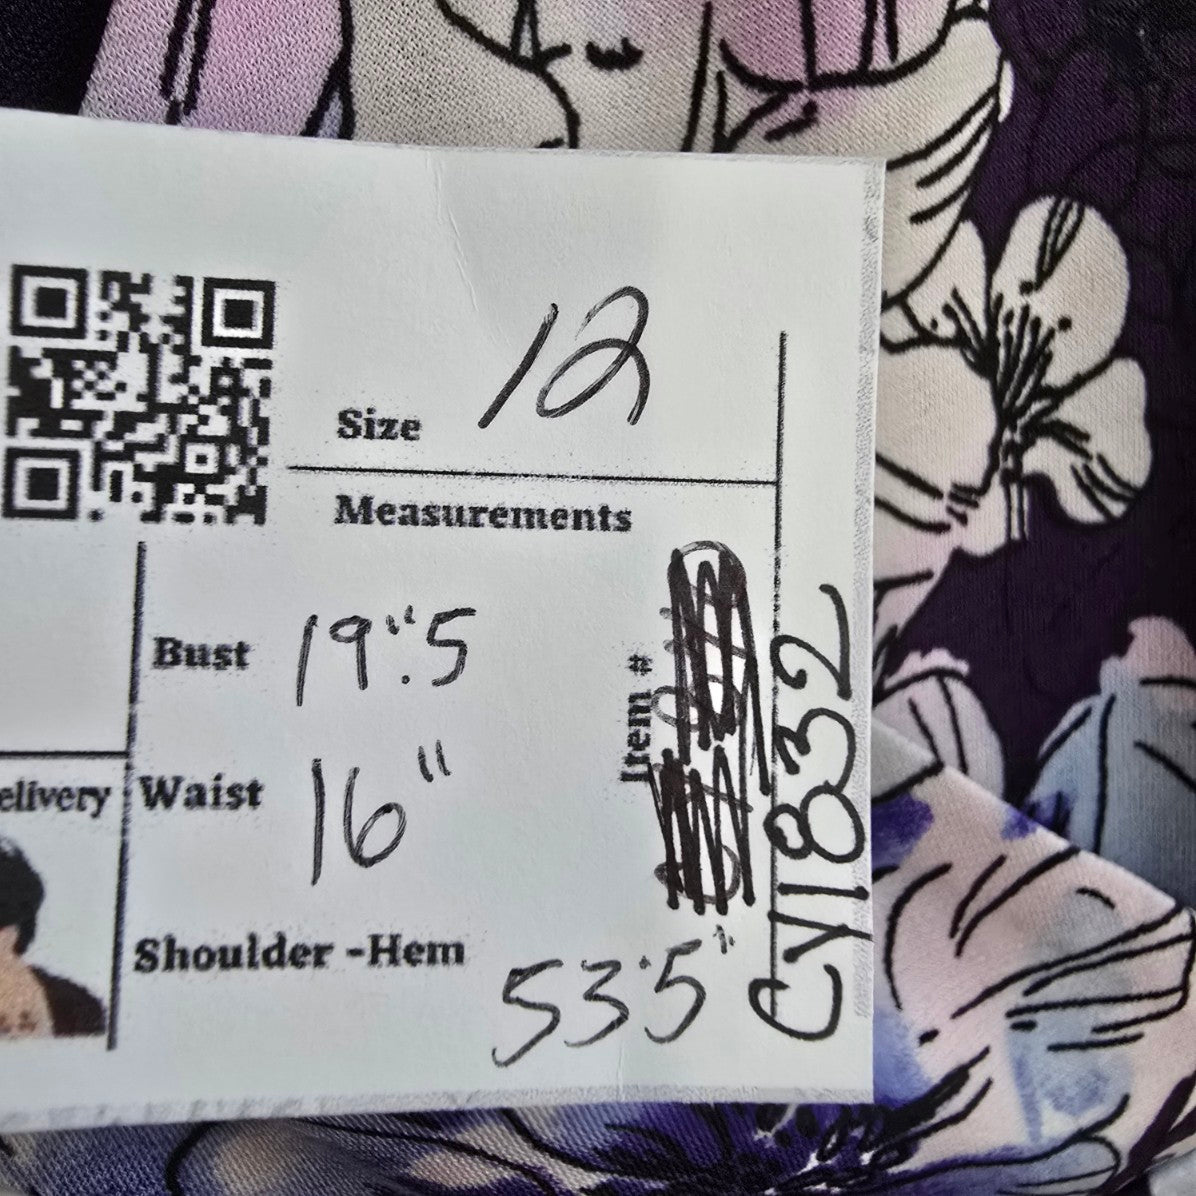 Size 12
Measurements
Bust 19.5"
Waist 16"
elivery
Shoulder -Hem 53.5"
Item #
CY1832